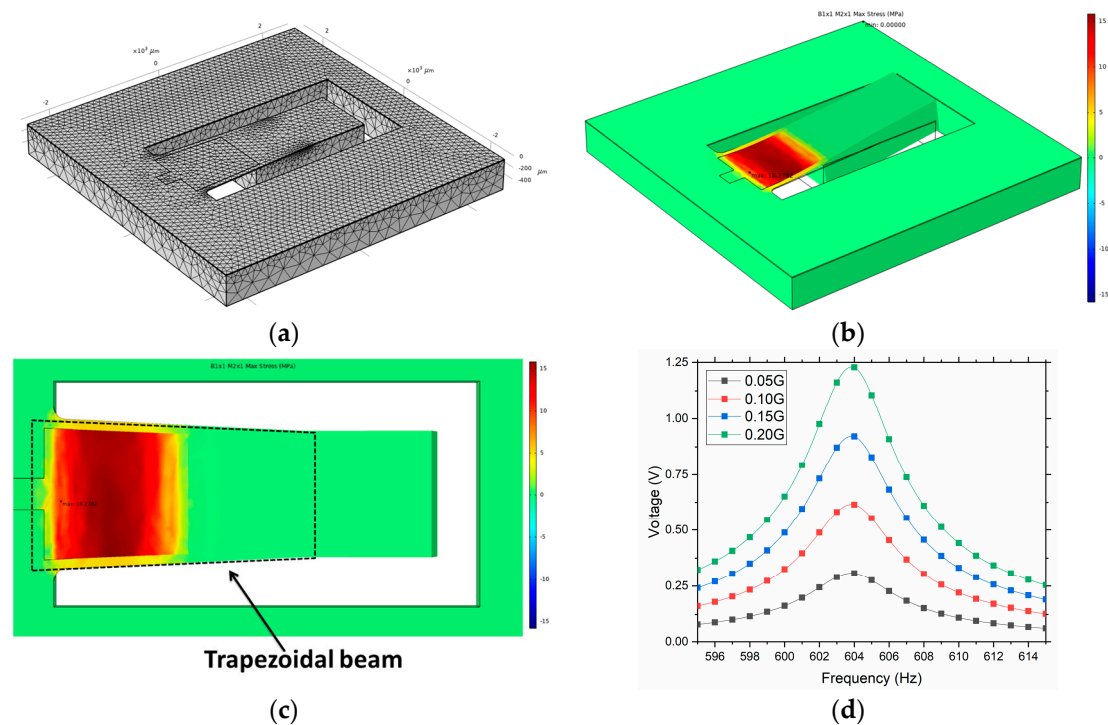 ×10³ µm
2
0
-2
×10³ µm
2
0
-2
0
-200
-400
µm
(a)
B1x1 M2x1 Max Stress (MPa)
min: 0.00000
15
10
5
0
-5
-10
-15
(b)
B1x1 M2x1 Max Stress (MPa)
15
10
5
0
-5
-10
-15
Trapezoidal beam
(c)
1.25
1.00
0.75
0.50
0.25
0.00
Votage (V)
0.05G
0.10G
0.15G
0.20G
596 598 600 602 604 606 608 610 612 614
Frequency (Hz)
(d)